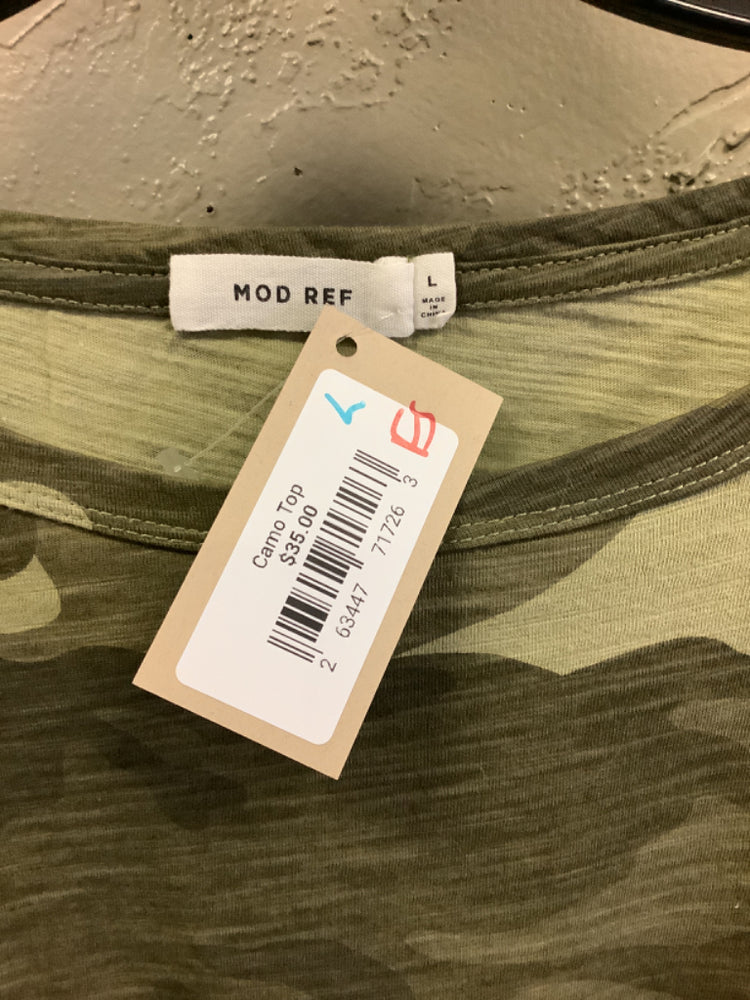 MOD REF
L
MADE
IN
CHINA
Camo Top
$35.00
2 63447 71726 3